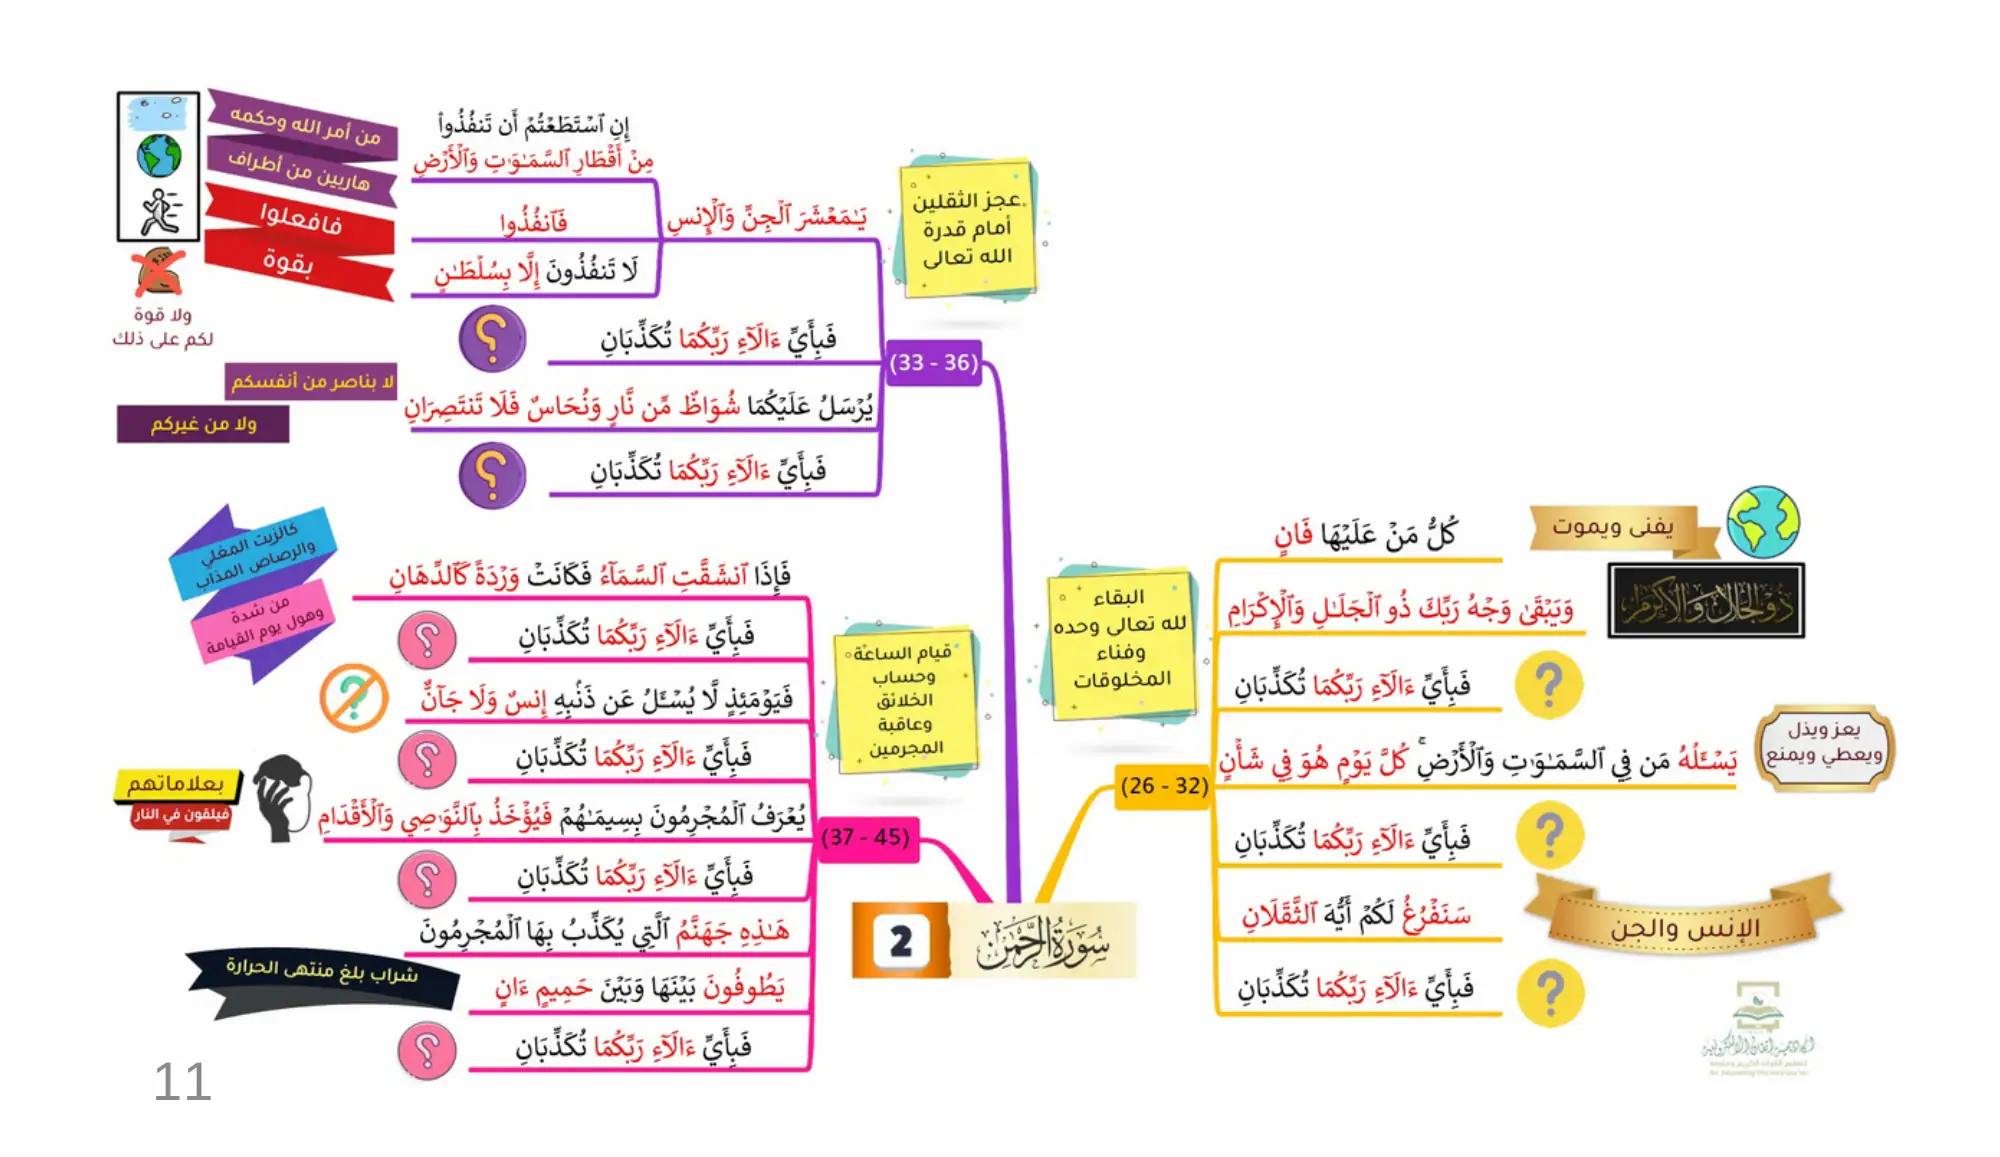 سُورَةُ الرَّحْمَٰن
2
(26 - 32)
البقاء
لله تعالى وحده
وفناء
المخلوقات
كُلُّ مَنْ عَلَيْهَا فَانٍ
يفنى ويموت
وَيَبْقَىٰ وَجْهُ رَبِّكَ ذُو ٱلْجَلَـٰلِ وَٱلْإِكْرَامِ
ذو الجلال والإكرام
فَبِأَيِّ ءَالَآءِ رَبِّكُمَا تُكَذِّبَانِ
يَسْـَٔلُهُۥ مَن فِي ٱلسَّمَـٰوَٰتِ وَٱلْأَرْضِ ۚ كُلَّ يَوْمٍ هُوَ فِي شَأْنٍ
يعز ويذل
ويعطي ويمنع
فَبِأَيِّ ءَالَآءِ رَبِّكُمَا تُكَذِّبَانِ
سَنَفْرُغُ لَكُمْ أَيُّهَ ٱلثَّقَلَانِ
الإنس والجن
فَبِأَيِّ ءَالَآءِ رَبِّكُمَا تُكَذِّبَانِ
(33 - 36)
عجز الثقلين
أمام قدرة
الله تعالى
يَـٰمَعْشَرَ ٱلْجِنِّ وَٱلْإِنسِ
إِنِ ٱسْتَطَعْتُمْ أَن تَنفُذُوا۟
مِنْ أَقْطَارِ ٱلسَّمَـٰوَٰتِ وَٱلْأَرْضِ
فَٱنفُذُوا
لَا تَنفُذُونَ إِلَّا بِسُلْطَـٰنٍ
من أمر الله وحكمه
هاربين من أطراف
فافعلوا
بقوة
ولا قوة
لكم على ذلك
فَبِأَيِّ ءَالَآءِ رَبِّكُمَا تُكَذِّبَانِ
يُرْسَلُ عَلَيْكُمَا شُوَاظٌ مِّن نَّارٍ وَنُحَاسٌ فَلَا تَنتَصِرَانِ
لا بناصر من أنفسكم
ولا من غيركم
فَبِأَيِّ ءَالَآءِ رَبِّكُمَا تُكَذِّبَانِ
(37 - 45)
قيام الساعة
وحساب
الخلائق
وعاقبة
المجرمين
فَإِذَا ٱنشَقَّتِ ٱلسَّمَآءُ فَكَانَتْ وَرْدَةً كَٱلدِّهَانِ
كالزيت المغلي
والرصاص المذاب
من شدة
وهول يوم القيامة
فَبِأَيِّ ءَالَآءِ رَبِّكُمَا تُكَذِّبَانِ
فَيَوْمَئِذٍ لَّا يُسْـَٔلُ عَن ذَنۢبِهِۦٓ إِنسٌ وَلَا جَآنٌّ
فَبِأَيِّ ءَالَآءِ رَبِّكُمَا تُكَذِّبَانِ
يُعْرَفُ ٱلْمُجْرِمُونَ بِسِيمَـٰهُمْ فَيُؤْخَذُ بِٱلنَّوَٰصِي وَٱلْأَقْدَامِ
بعلاماتهم
فيلقون في النار
فَبِأَيِّ ءَالَآءِ رَبِّكُمَا تُكَذِّبَانِ
هَـٰذِهِۦ جَهَنَّمُ ٱلَّتِي يُكَذِّبُ بِهَا ٱلْمُجْرِمُونَ
يَطُوفُونَ بَيْنَهَا وَبَيْنَ حَمِيمٍ ءَانٍ
شراب بلغ منتهى الحرارة
فَبِأَيِّ ءَالَآءِ رَبِّكُمَا تُكَذِّبَانِ
11